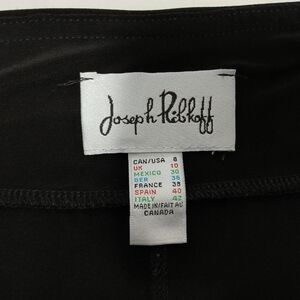 Joseph Ribkoff
CAN/USA 8
UK 10
MEXICO 30
BER 36
FRANCE 38
SPAIN 40
ITALY 42
MADE IN/FAIT AU
CANADA